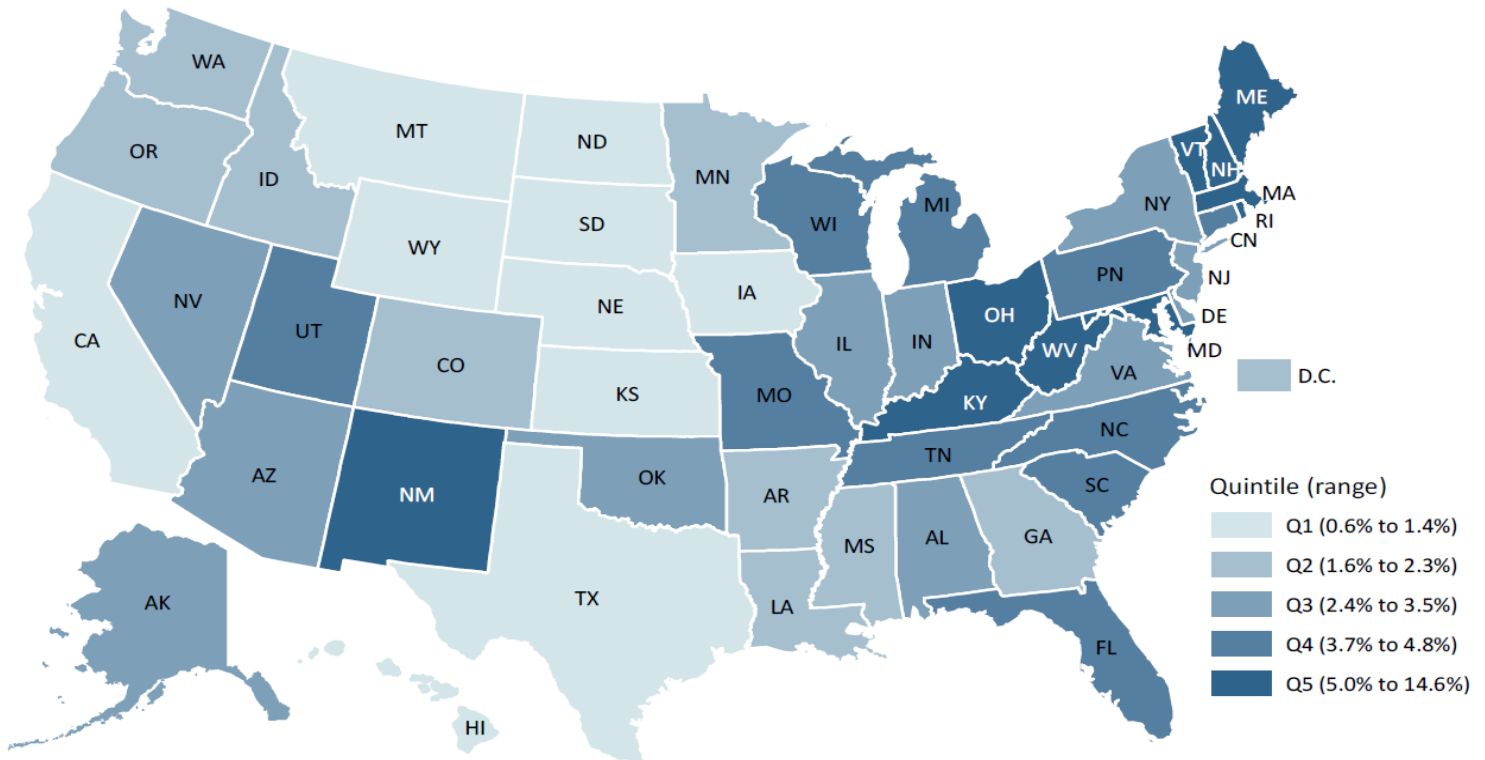 WA
MT
ND
MN
OR
ID
SD
WY
WI
MI
NY
VT
NH
ME
MA
RI
CN
NV
UT
CA
CO
NE
IA
IL
IN
OH
PN
NJ
DE
MD
WV
VA
D.C.
KS
MO
KY
NC
TN
AZ
NM
OK
AR
SC
MS
AL
GA
TX
LA
FL
AK
HI
Quintile (range)
Q1 (0.6% to 1.4%)
Q2 (1.6% to 2.3%)
Q3 (2.4% to 3.5%)
Q4 (3.7% to 4.8%)
Q5 (5.0% to 14.6%)